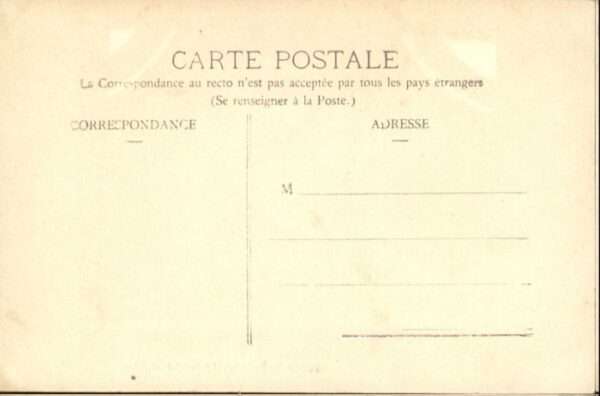 CARTE POSTALE
La Correspondance au recto n'est pas acceptée par tous les pays étrangers
(Se renseigner à la Poste.)
CORRESPONDANCE
ADRESSE
M